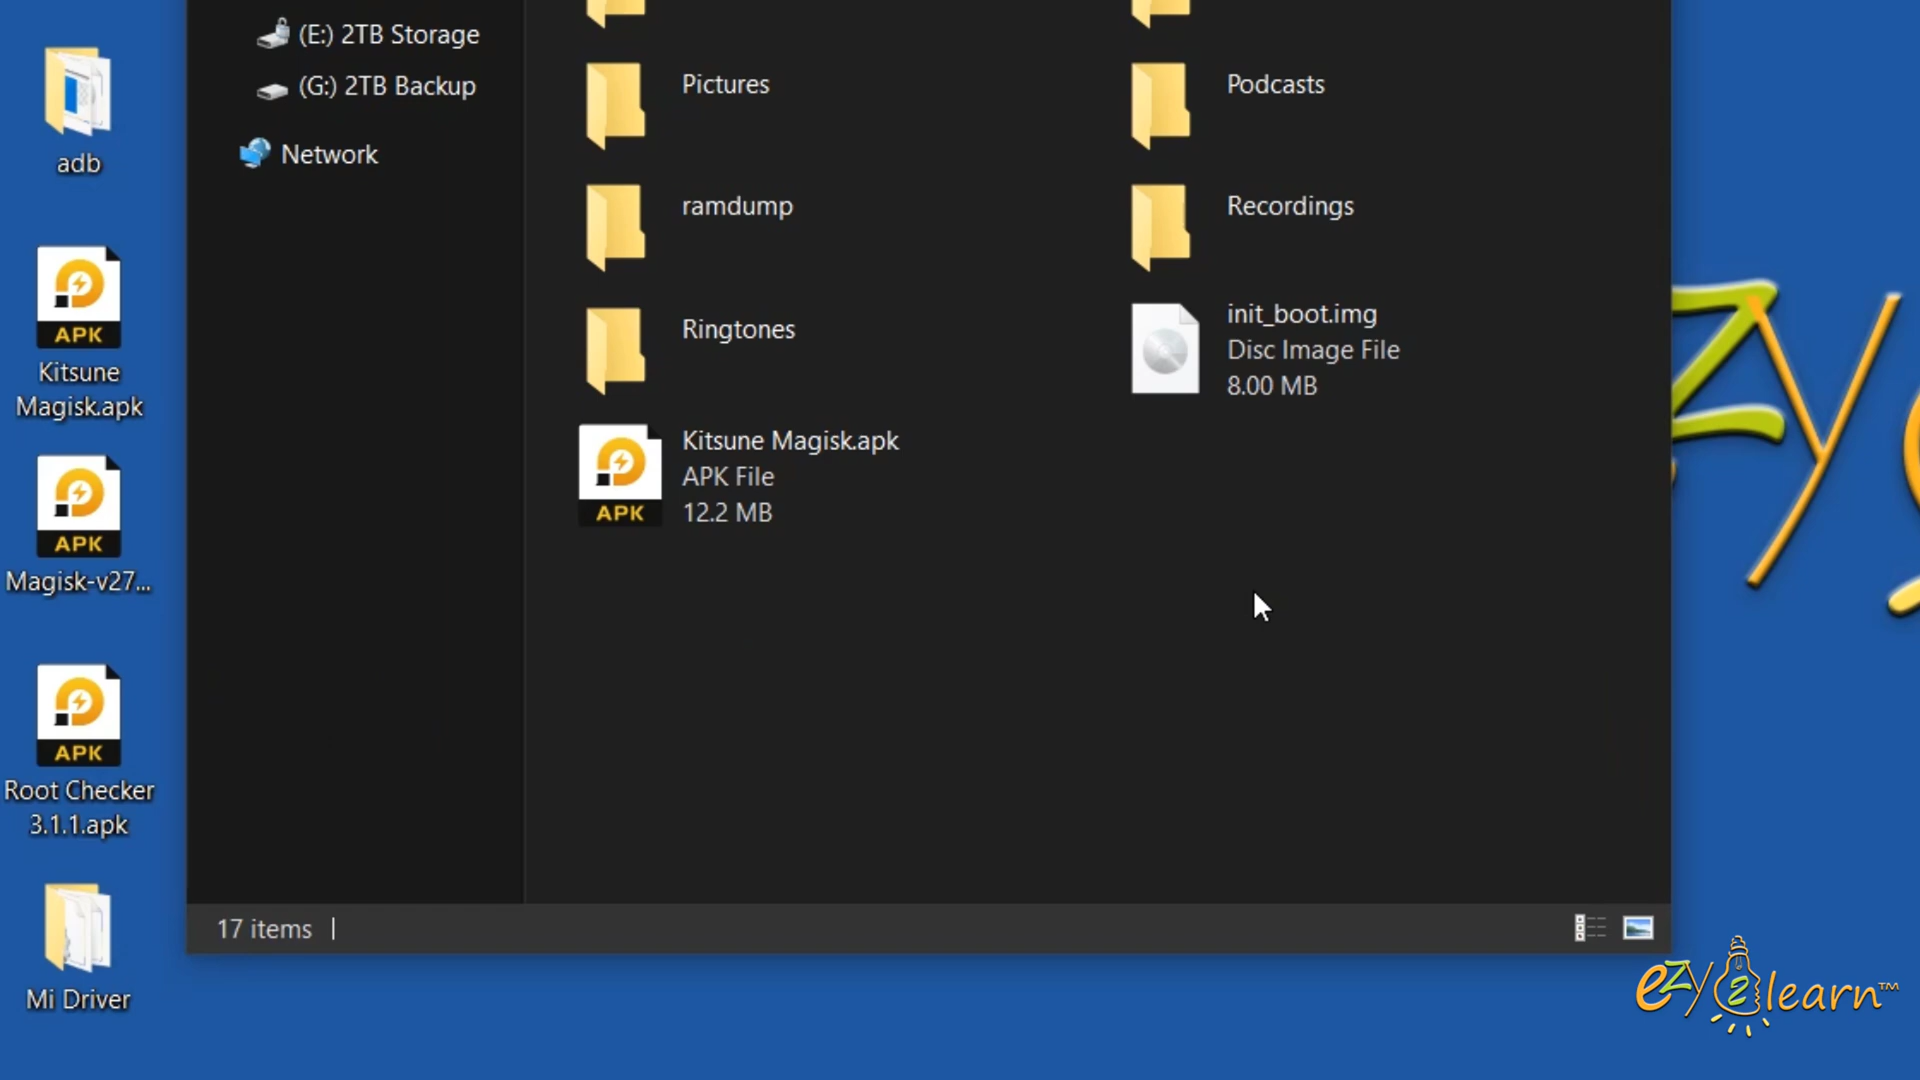 (E:) 2TB Storage
(G:) 2TB Backup
Network
Pictures
Podcasts
ramdump
Recordings
Ringtones
init_boot.img
Disc Image File
8.00 MB
Kitsune Magisk.apk
APK File
12.2 MB
APK
17 items
adb
APK
Kitsune
Magisk.apk
APK
Magisk-v27...
APK
Root Checker
3.1.1.apk
Mi Driver
zy
ezy2learn™